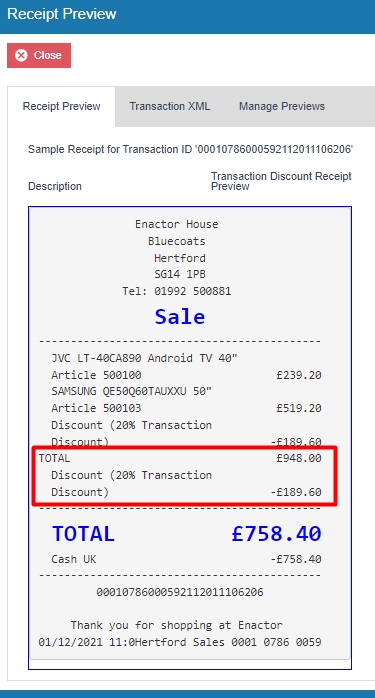 Receipt Preview
Close
Receipt Preview Transaction XML Manage Previews
Sample Receipt for Transaction ID '00010786000592112011106206'
Description Transaction Discount Receipt Preview
Enactor House
Bluecoats
Hertford
SG14 1PB
Tel: 01992 500881
Sale
JVC LT-40CA890 Android TV 40"
Article 500100 £239.20
SAMSUNG QE50Q60TAUXXU 50"
Article 500103 £519.20
Discount (20% Transaction
Discount) -£189.60
TOTAL £948.00
Discount (20% Transaction
Discount) -£189.60
TOTAL £758.40
Cash UK -£758.40
00010786000592112011106206
Thank you for shopping at Enactor
01/12/2021 11:0Hertford Sales 0001 0786 0059